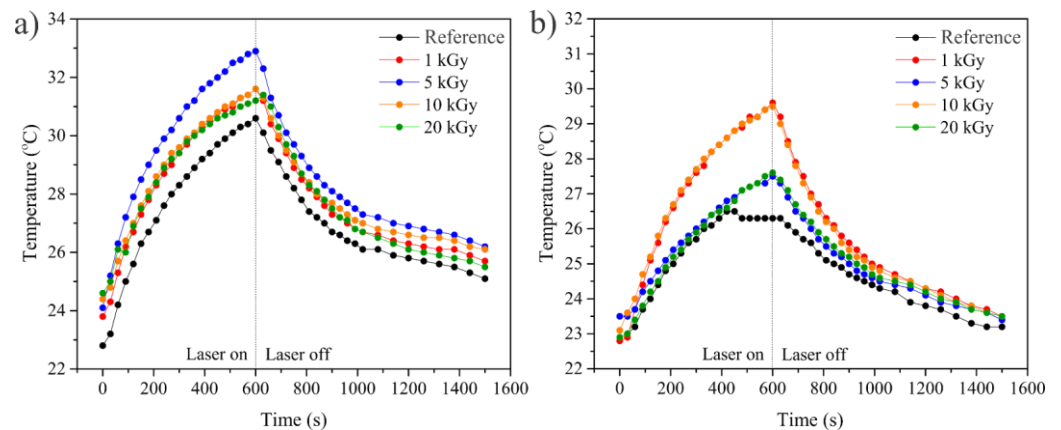 a)
Temperature (°C)
34
32
30
28
26
24
22
Reference
1 kGy
5 kGy
10 kGy
20 kGy
Laser on
Laser off
0
200
400
600
800
1000
1200
1400
1600
Time (s)
b)
Temperature (°C)
32
31
30
29
28
27
26
25
24
23
22
Reference
1 kGy
5 kGy
10 kGy
20 kGy
Laser on
Laser off
0
200
400
600
800
1000
1200
1400
1600
Time (s)